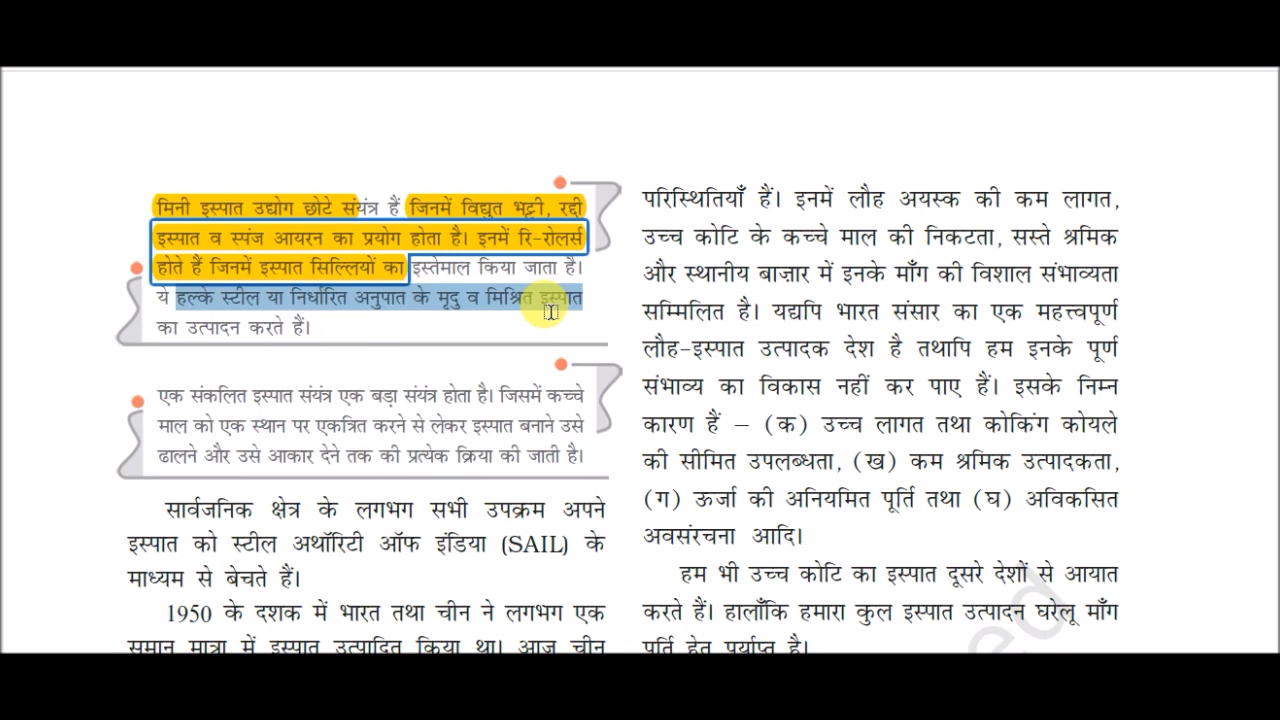 मिनी इस्पात उद्योग छोटे संयंत्र हैं जिनमें विद्युत भट्टी, रद्दी
इस्पात व स्पंज आयरन का प्रयोग होता है। इनमें रि-रोलर्स
होते हैं जिनमें इस्पात सिल्लियों का इस्तेमाल किया जाता है।
ये हल्के स्टील या निर्धारित अनुपात के मृदु व मिश्रित इस्पात
का उत्पादन करते हैं।
एक संकलित इस्पात संयंत्र एक बड़ा संयंत्र होता है। जिसमें कच्चे
माल को एक स्थान पर एकत्रित करने से लेकर इस्पात बनाने उसे
ढालने और उसे आकार देने तक की प्रत्येक क्रिया की जाती है।
सार्वजनिक क्षेत्र के लगभग सभी उपक्रम अपने
इस्पात को स्टील अथॉरिटी ऑफ इंडिया (SAIL) के
माध्यम से बेचते हैं।
1950 के दशक में भारत तथा चीन ने लगभग एक
समान मात्रा में इस्पात उत्पादित किया था। आज चीन
परिस्थितियाँ हैं। इनमें लौह अयस्क की कम लागत,
उच्च कोटि के कच्चे माल की निकटता, सस्ते श्रमिक
और स्थानीय बाज़ार में इनके माँग की विशाल संभाव्यता
सम्मिलित है। यद्यपि भारत संसार का एक महत्त्वपूर्ण
लौह-इस्पात उत्पादक देश है तथापि हम इनके पूर्ण
संभाव्य का विकास नहीं कर पाए हैं। इसके निम्न
कारण हैं – (क) उच्च लागत तथा कोकिंग कोयले
की सीमित उपलब्धता, (ख) कम श्रमिक उत्पादकता,
(ग) ऊर्जा की अनियमित पूर्ति तथा (घ) अविकसित
अवसंरचना आदि।
हम भी उच्च कोटि का इस्पात दूसरे देशों से आयात
करते हैं। हालाँकि हमारा कुल इस्पात उत्पादन घरेलू माँग
पूर्ति हेतु पर्याप्त है।